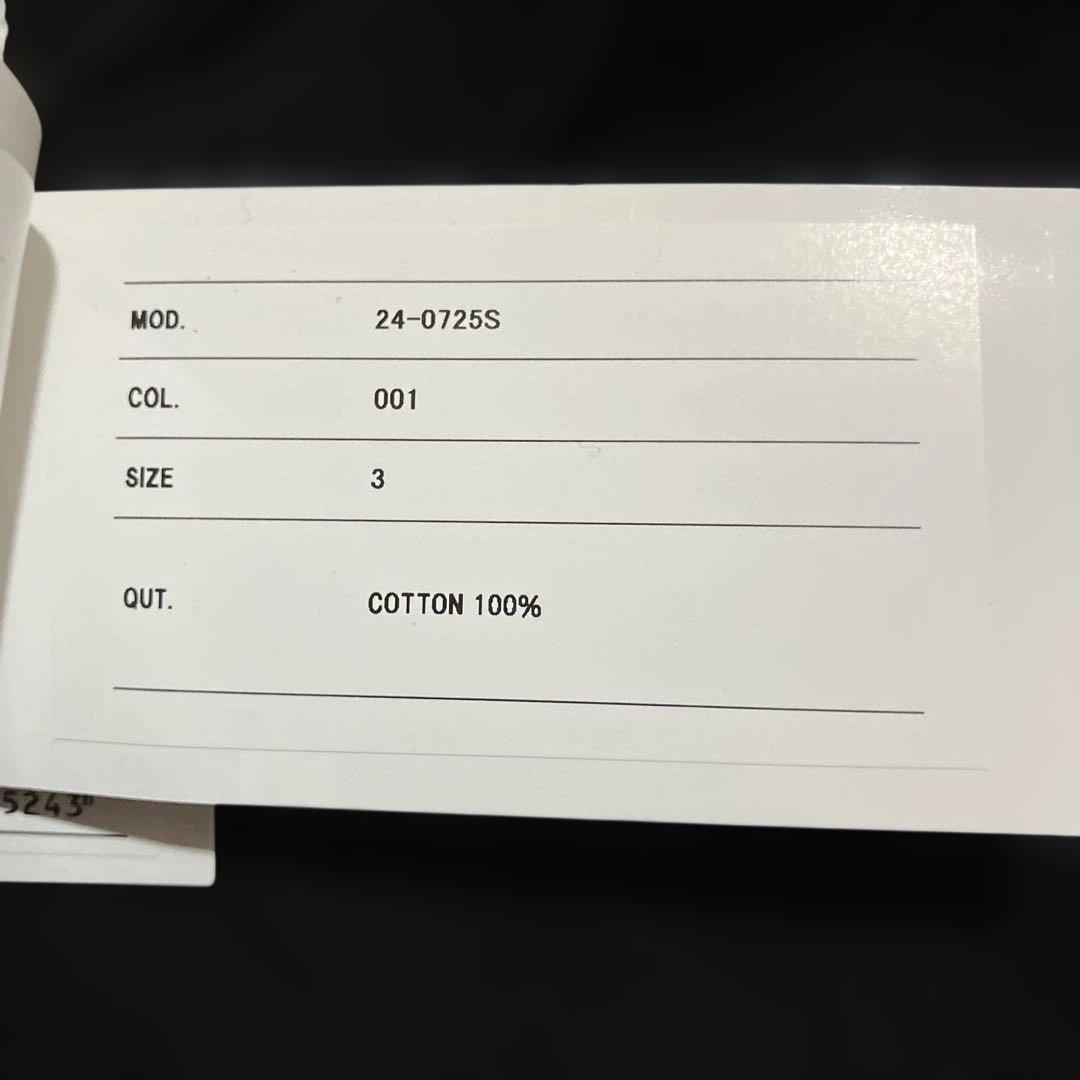 MOD. 24-0725S
COL. 001
SIZE 3
QUT. COTTON 100%
5243"